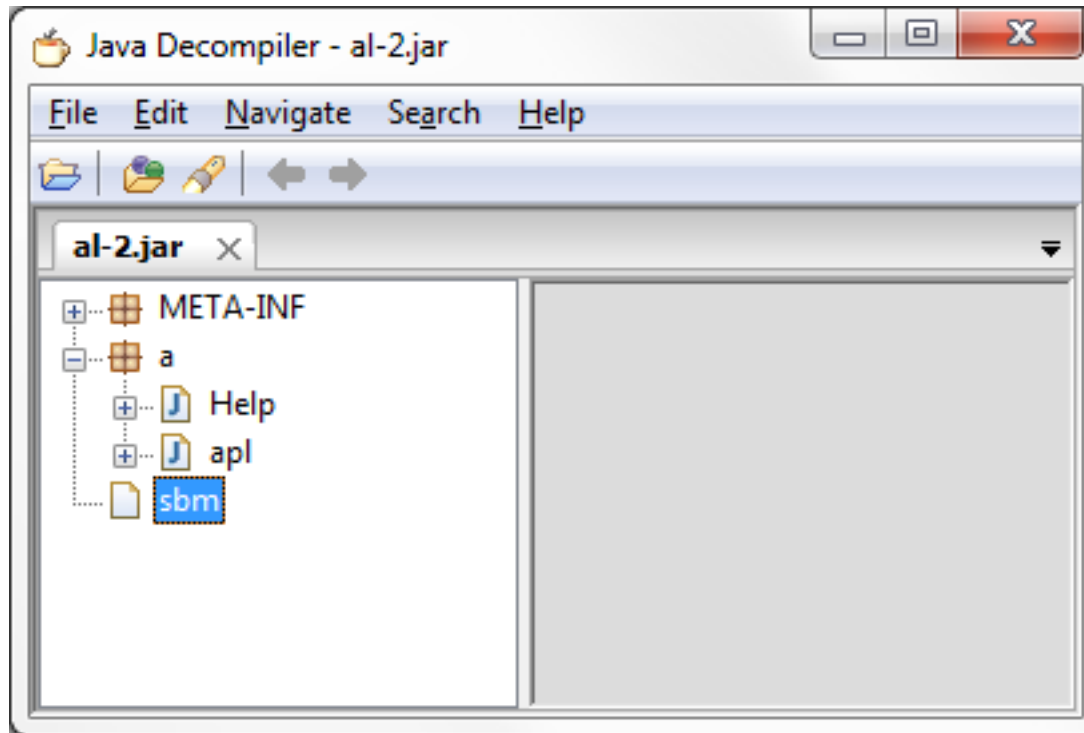 Java Decompiler - al-2.jar
File Edit Navigate Search Help
al-2.jar
META-INF
a
J Help
J apl
sbm